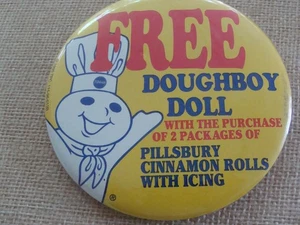 FREE
DOUGHBOY
DOLL
WITH THE PURCHASE
OF 2 PACKAGES OF
PILLSBURY
CINNAMON ROLLS
WITH ICING
®